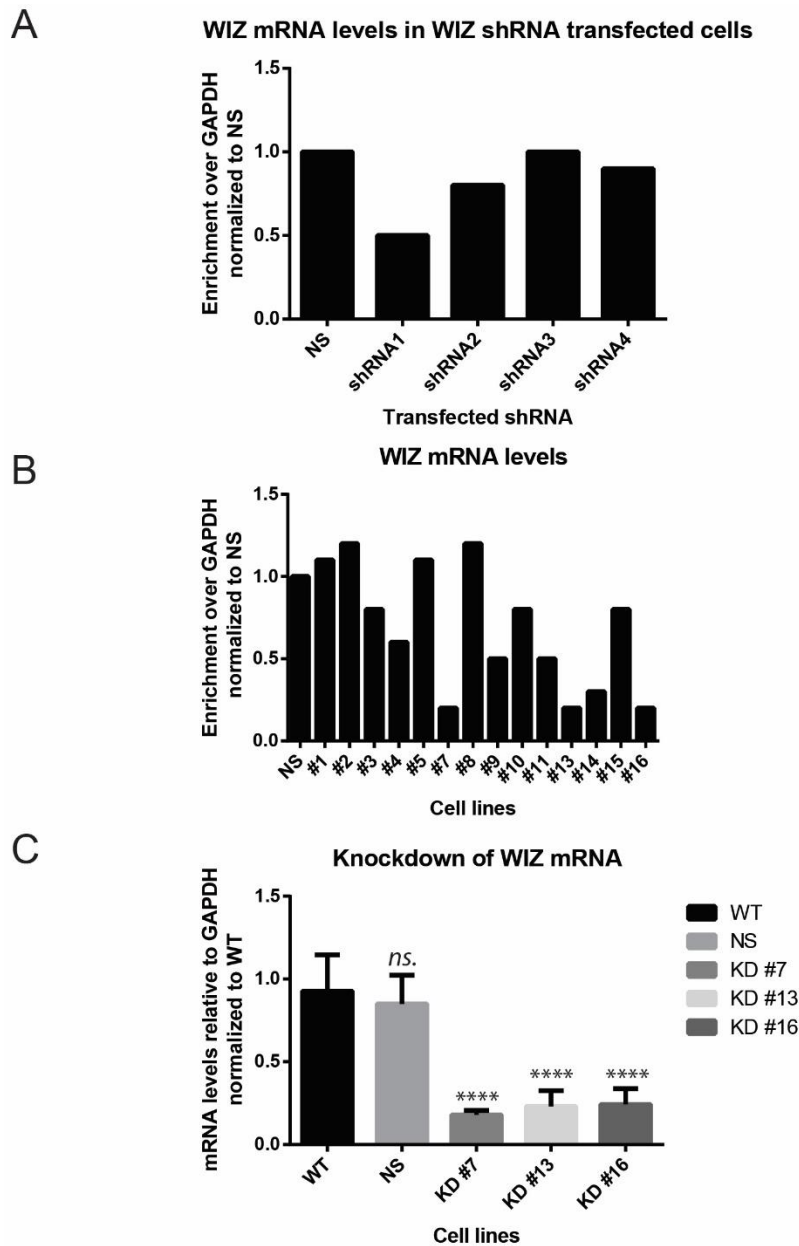 A
WIZ mRNA levels in WIZ shRNA transfected cells
Enrichment over GAPDH
normalized to NS
1.5
1.0
0.5
0.0
NS
shRNA1
shRNA2
shRNA3
shRNA4
Transfected shRNA
B
WIZ mRNA levels
Enrichment over GAPDH
normalized to NS
1.5
1.0
0.5
0.0
NS
#1
#2
#3
#4
#5
#7
#8
#9
#10
#11
#13
#14
#15
#16
Cell lines
C
Knockdown of WIZ mRNA
mRNA levels relative to GAPDH
normalized to WT
1.5
1.0
0.5
0.0
ns.
****
****
****
WT
NS
KD #7
KD #13
KD #16
Cell lines
WT
NS
KD #7
KD #13
KD #16